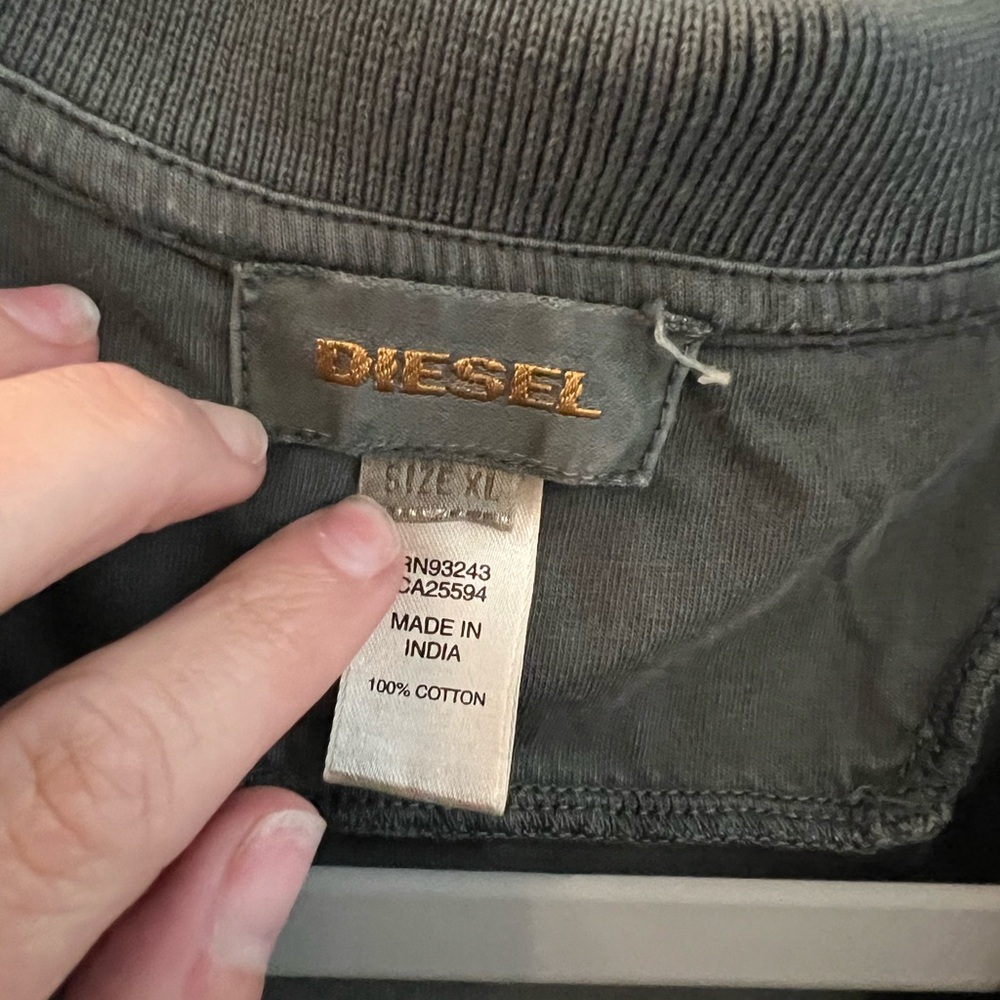 DIESEL
SIZE XL
RN93243
CA25594
MADE IN
INDIA
100% COTTON